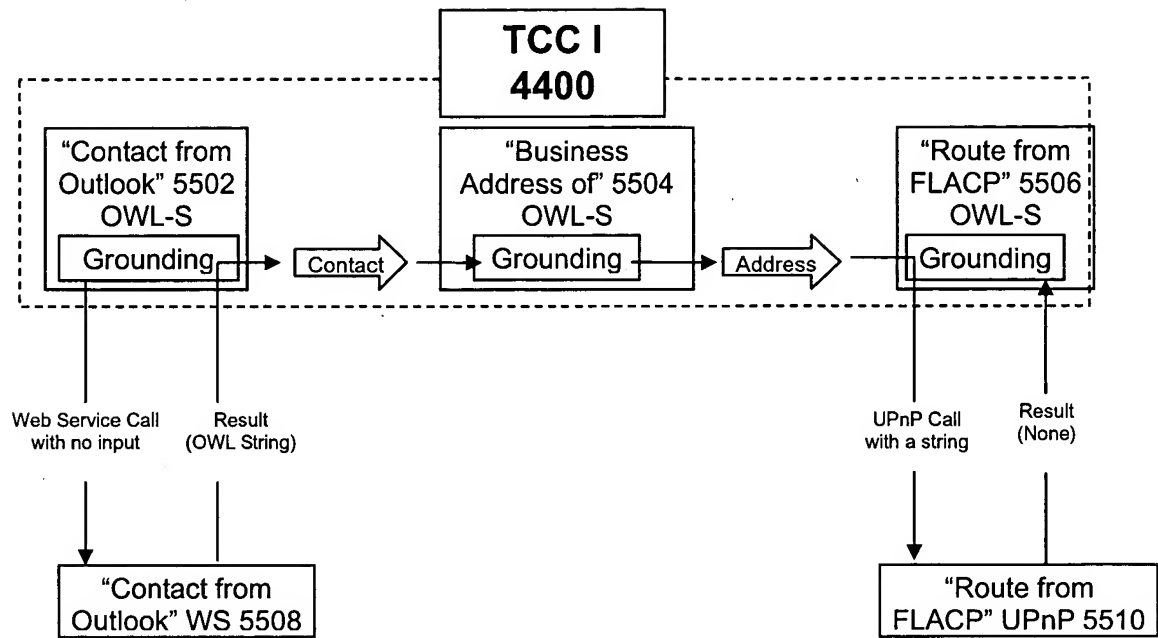 TCC I
4400
“Contact from
Outlook” 5502
OWL-S
Grounding
Contact
“Business
Address of” 5504
OWL-S
Grounding
Address
“Route from
FLACP” 5506
OWL-S
Grounding
Web Service Call
with no input
Result
(OWL String)
UPnP Call
with a string
Result
(None)
“Contact from
Outlook” WS 5508
“Route from
FLACP” UPnP 5510